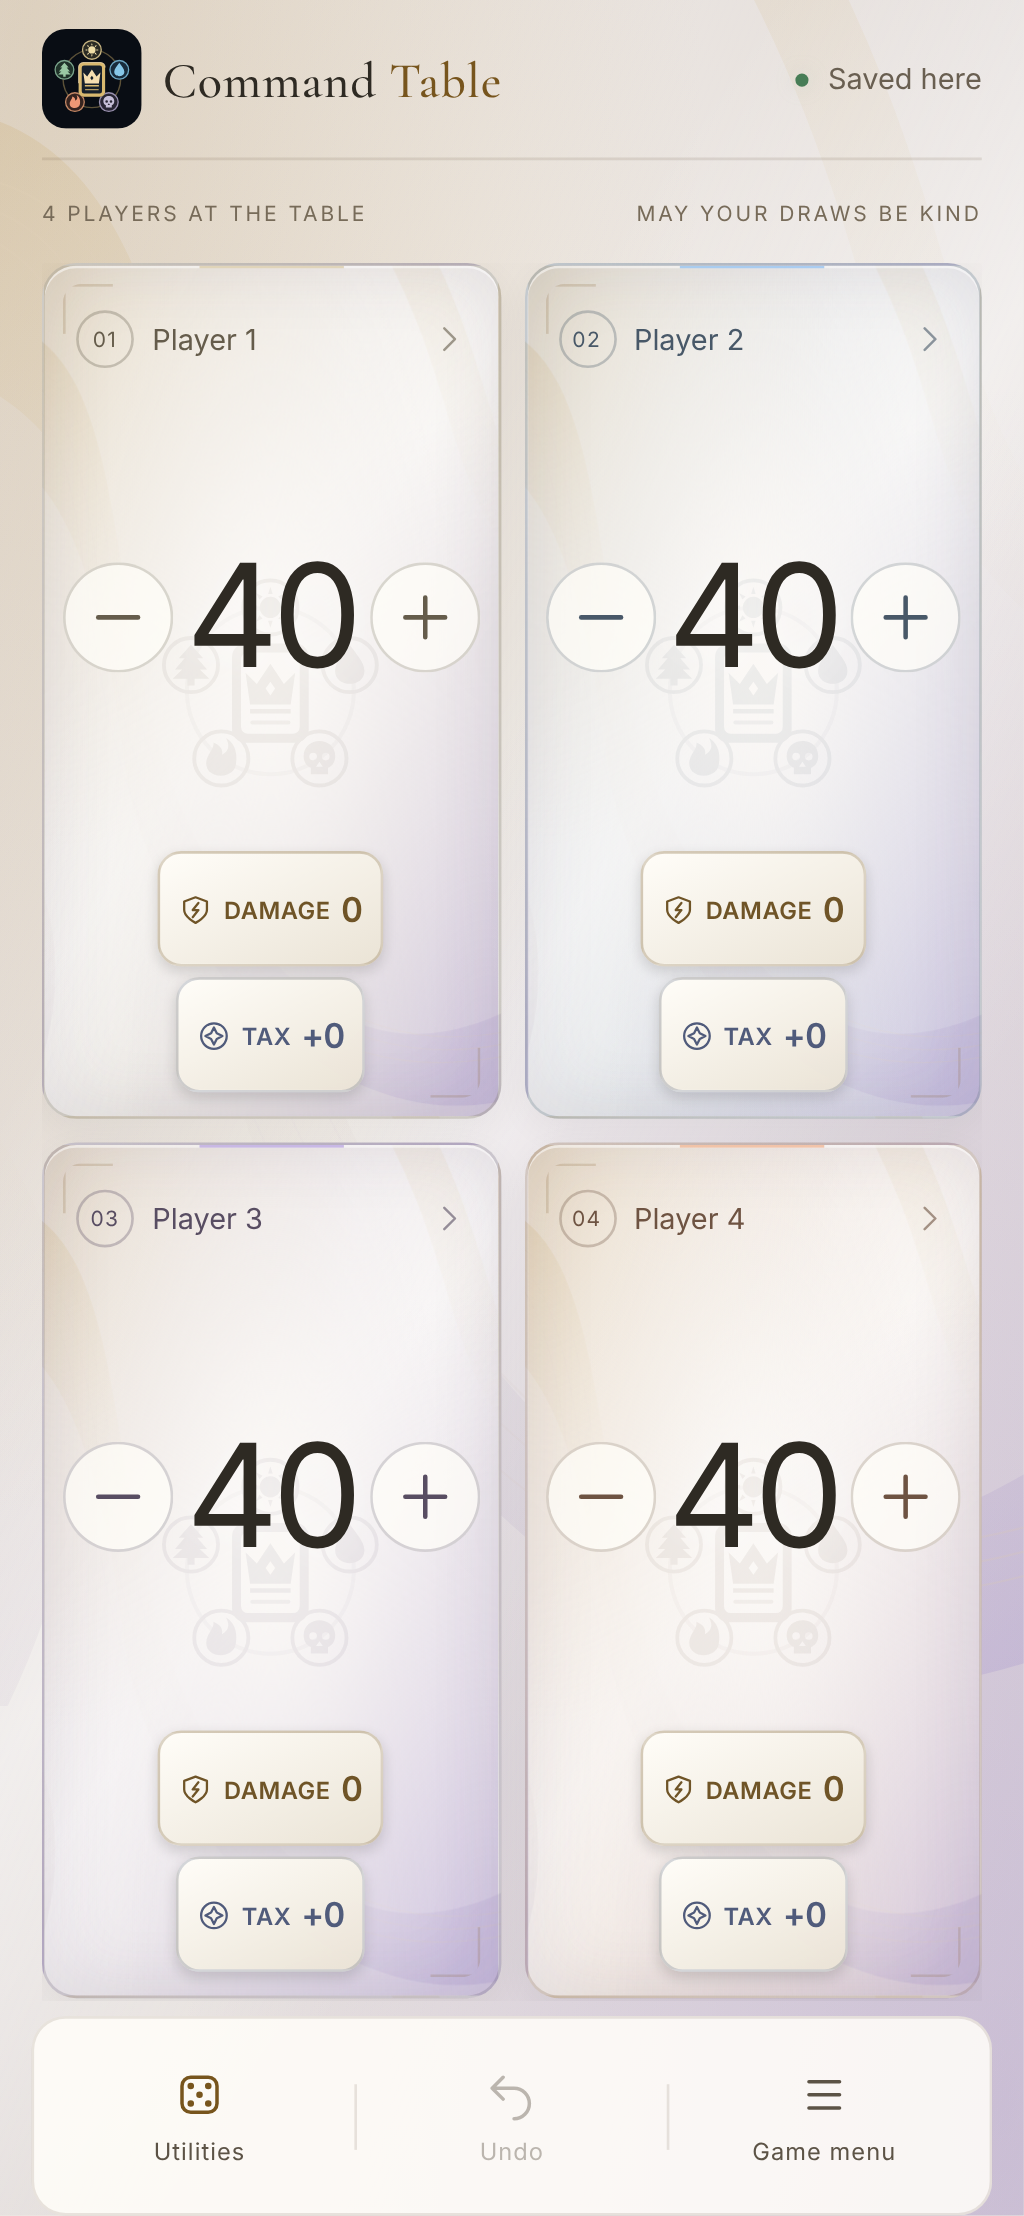 Command Table
Saved here
4 PLAYERS AT THE TABLE
MAY YOUR DRAWS BE KIND
01 Player 1
40
DAMAGE 0
TAX +0
02 Player 2
40
DAMAGE 0
TAX +0
03 Player 3
40
DAMAGE 0
TAX +0
04 Player 4
40
DAMAGE 0
TAX +0
Utilities
Undo
Game menu